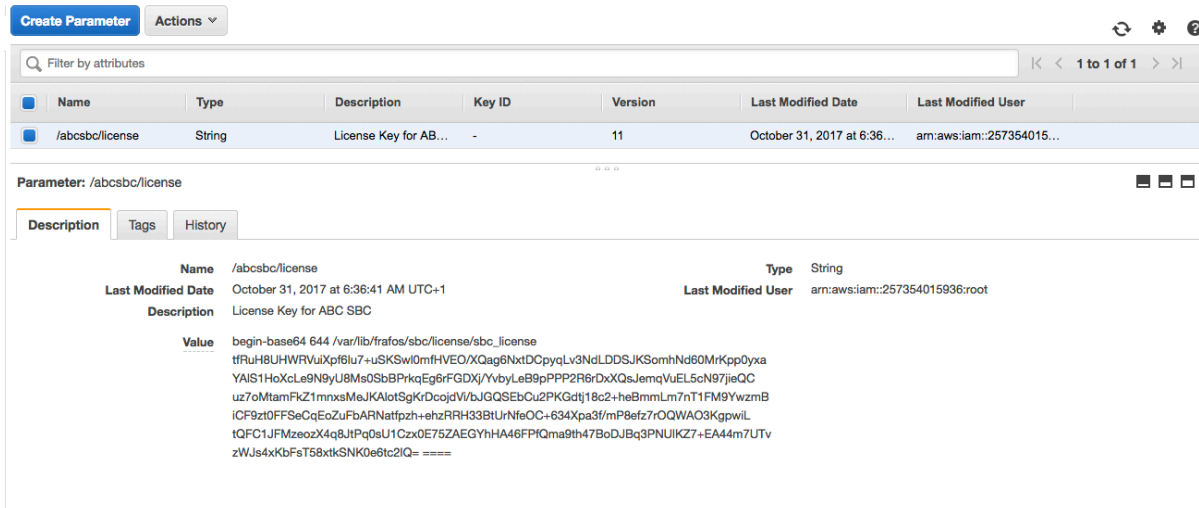 Create Parameter Actions
Filter by attributes 1 to 1 of 1
Name Type Description Key ID Version Last Modified Date Last Modified User
/abcsbc/license String License Key for AB... - 11 October 31, 2017 at 6:36... arn:aws:iam::257354015...
Parameter: /abcsbc/license
Description Tags History
Name /abcsbc/license Type String
Last Modified Date October 31, 2017 at 6:36:41 AM UTC+1 Last Modified User arn:aws:iam::257354015936:root
Description License Key for ABC SBC
Value begin-base64 644 /var/lib/frafos/sbc/license/sbc_license
tfRuH8UHWRVuiXpf6lu7+uSKSwl0mfHVEO/XQag6NxtDCpyqLv3NdLDDSJKSomhNd60MrKpp0yxa
YAlS1HoXcLe9N9yU8Ms0SbBPrkqEg6rFGDXj/YvbyLeB9pPPP2R6rDxXQsJemqVuEL5cN97jieQC
uz7oMtamFkZ1mnxsMeJKAlotSgKrDcojdVi/bJGQSEbCu2PKGdtj18c2+heBmmLm7nT1FM9YwzmB
iCF9zt0FFSeCqEoZuFbARNatfpzh+ehzRRH33BtUrNfeOC+634Xpa3f/mP8efz7rOQWAO3KgpwiL
tQFC1JFMzeozX4q8JtPq0sU1Czx0E75ZAEGYhHA46FPfQma9th47BoDJBq3PNUlKZ7+EA44m7UTv
zWJs4xKbFsT58xtkSNK0e6tc2lQ= ====